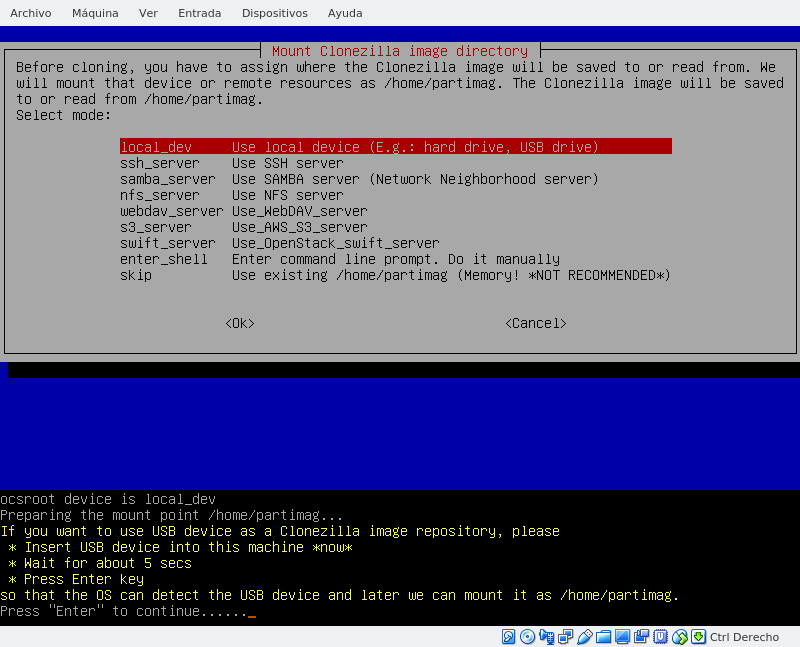 Archivo Máquina Ver Entrada Dispositivos Ayuda
Mount Clonezilla image directory
Before cloning, you have to assign where the Clonezilla image will be saved to or read from. We
will mount that device or remote resources as /home/partimag. The Clonezilla image will be saved
to or read from /home/partimag.
Select mode:
local_dev Use local device (E.g.: hard drive, USB drive)
ssh_server Use SSH server
samba_server Use SAMBA server (Network Neighborhood server)
nfs_server Use NFS server
webdav_server Use_WebDAV_server
s3_server Use_AWS_S3_server
swift_server Use_OpenStack_swift_server
enter_shell Enter command line prompt. Do it manually
skip Use existing /home/partimag (Memory! *NOT RECOMMENDED*)
<Ok> <Cancel>
ocsroot device is local_dev
Preparing the mount point /home/partimag...
If you want to use USB device as a Clonezilla image repository, please
* Insert USB device into this machine *now*
* Wait for about 5 secs
* Press Enter key
so that the OS can detect the USB device and later we can mount it as /home/partimag.
Press "Enter" to continue......_
Ctrl Derecho